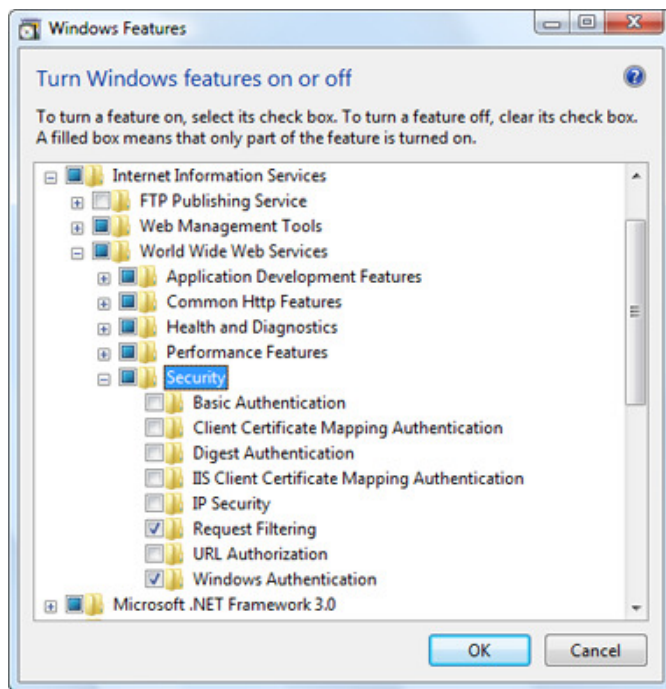 Windows Features
Turn Windows features on or off
To turn a feature on, select its check box. To turn a feature off, clear its check box.
A filled box means that only part of the feature is turned on.
Internet Information Services
FTP Publishing Service
Web Management Tools
World Wide Web Services
Application Development Features
Common Http Features
Health and Diagnostics
Performance Features
Security
Basic Authentication
Client Certificate Mapping Authentication
Digest Authentication
IIS Client Certificate Mapping Authentication
IP Security
Request Filtering
URL Authorization
Windows Authentication
Microsoft .NET Framework 3.0
OK Cancel